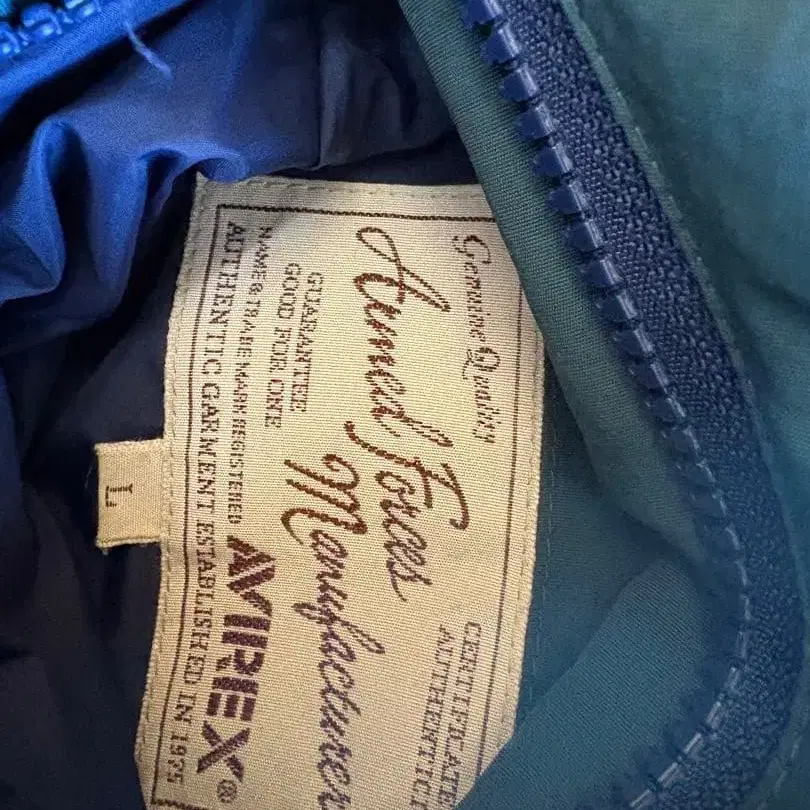 Genuine Quality
CERTIFICATE
AUTHENTICI
Armed Forces
Manufacturer
GUARANTEE
GOOD FOR ONE
NAME & TRADE MARK REGISTERED
AVIREX®
AUTHENTIC GARMENT ESTABLISHED IN 1975
L